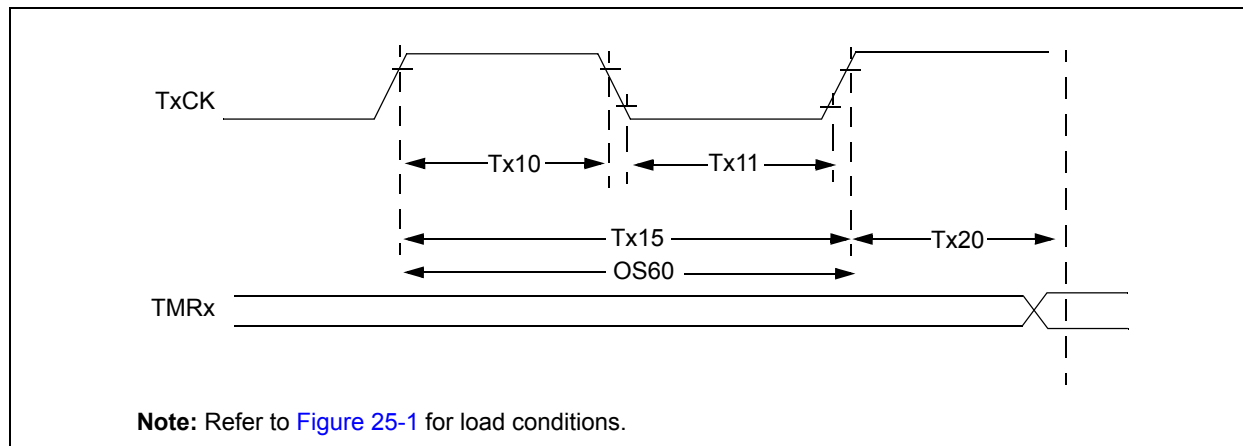 TxCK
Tx10
Tx11
Tx15
Tx20
OS60
TMRx
Note: Refer to Figure 25-1 for load conditions.